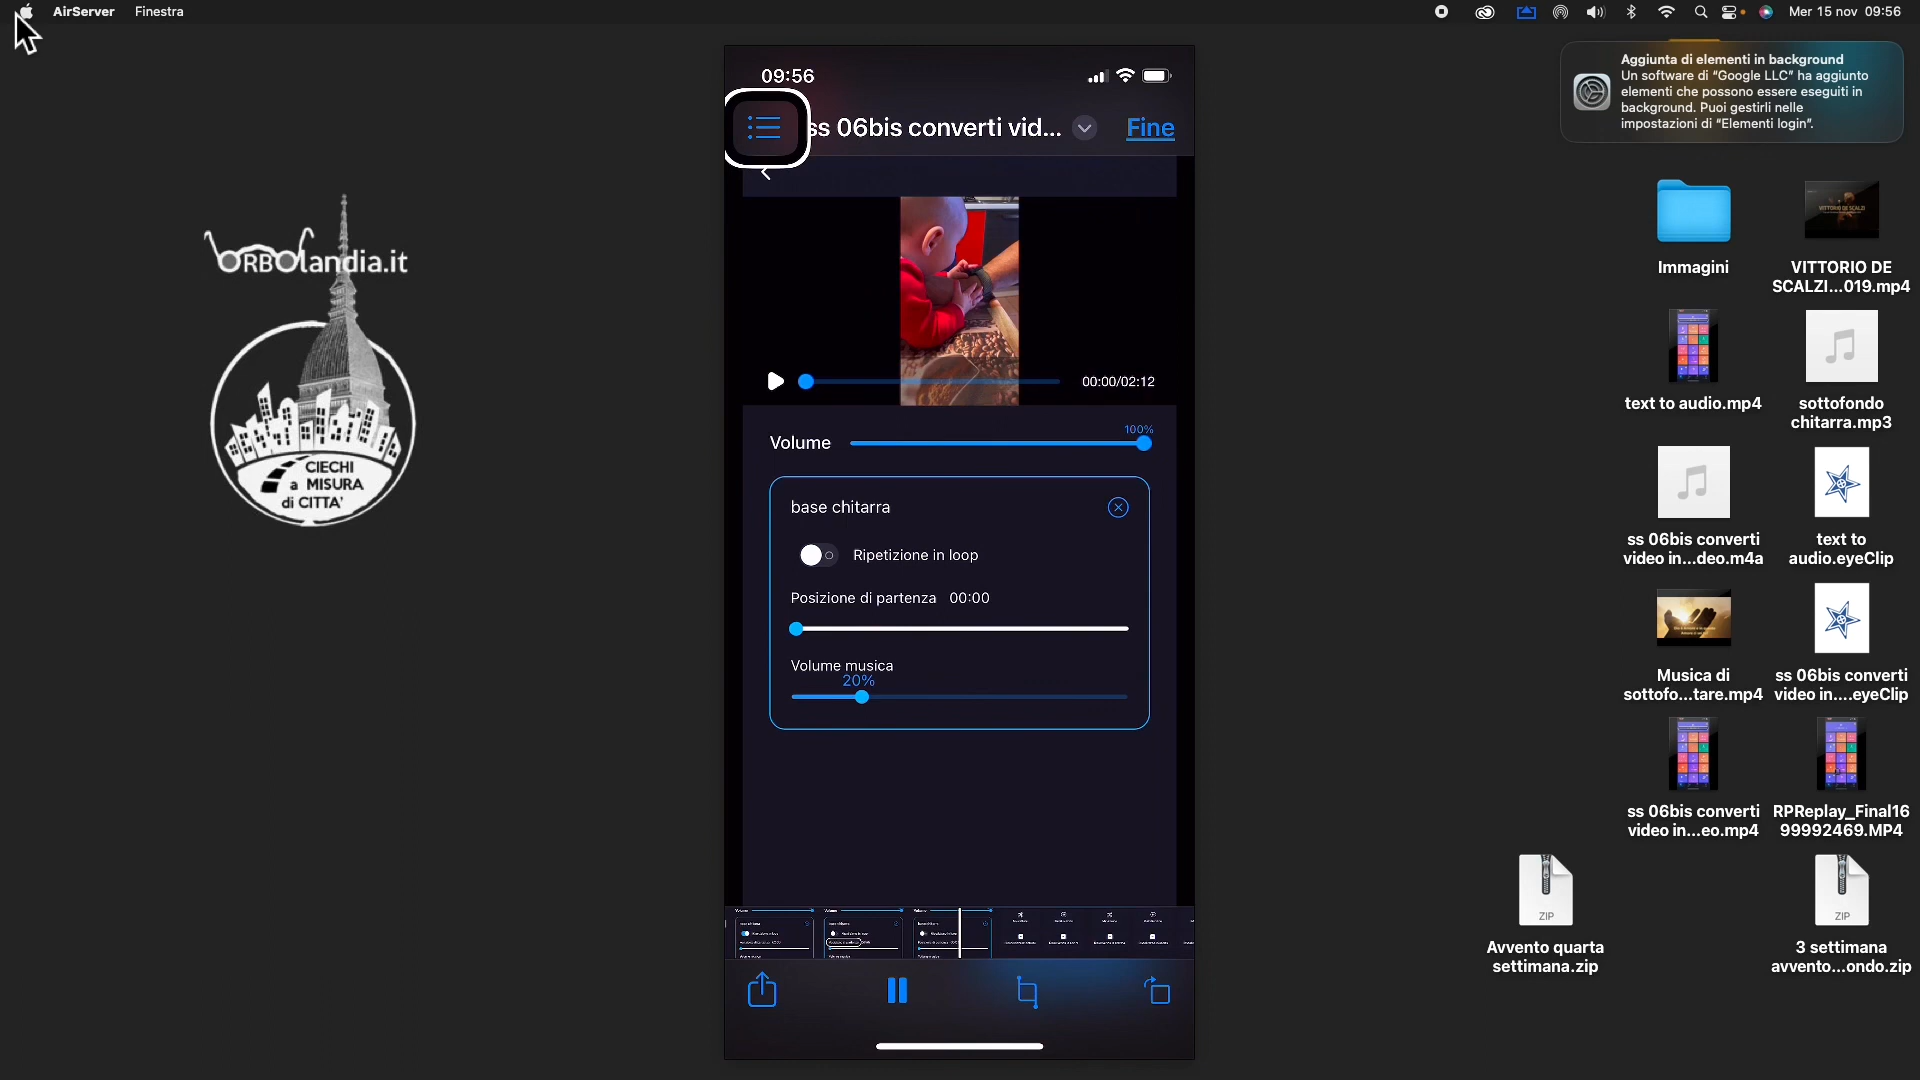 AirServer Finestra
Mer 15 nov 09:56
Aggiunta di elementi in background
Un software di “Google LLC” ha aggiunto
elementi che possono essere eseguiti in
background. Puoi gestirli nelle
impostazioni di “Elementi login”.
ORBOlandia.it
CIECHI
a MISURA
di CITTA'
09:56
ss 06bis converti vid...
Fine
00:00/02:12
Volume
100%
base chitarra
Ripetizione in loop
Posizione di partenza 00:00
Volume musica
20%
Immagini
VITTORIO DE
SCALZI...019.mp4
text to audio.mp4
sottofondo
chitarra.mp3
ss 06bis converti
video in...deo.m4a
text to
audio.eyeClip
Musica di
sottofo...tare.mp4
ss 06bis converti
video in....eyeClip
ss 06bis converti
video in...eo.mp4
RPReplay_Final16
99992469.MP4
ZIP
Avvento quarta
settimana.zip
ZIP
3 settimana
avvento...ondo.zip